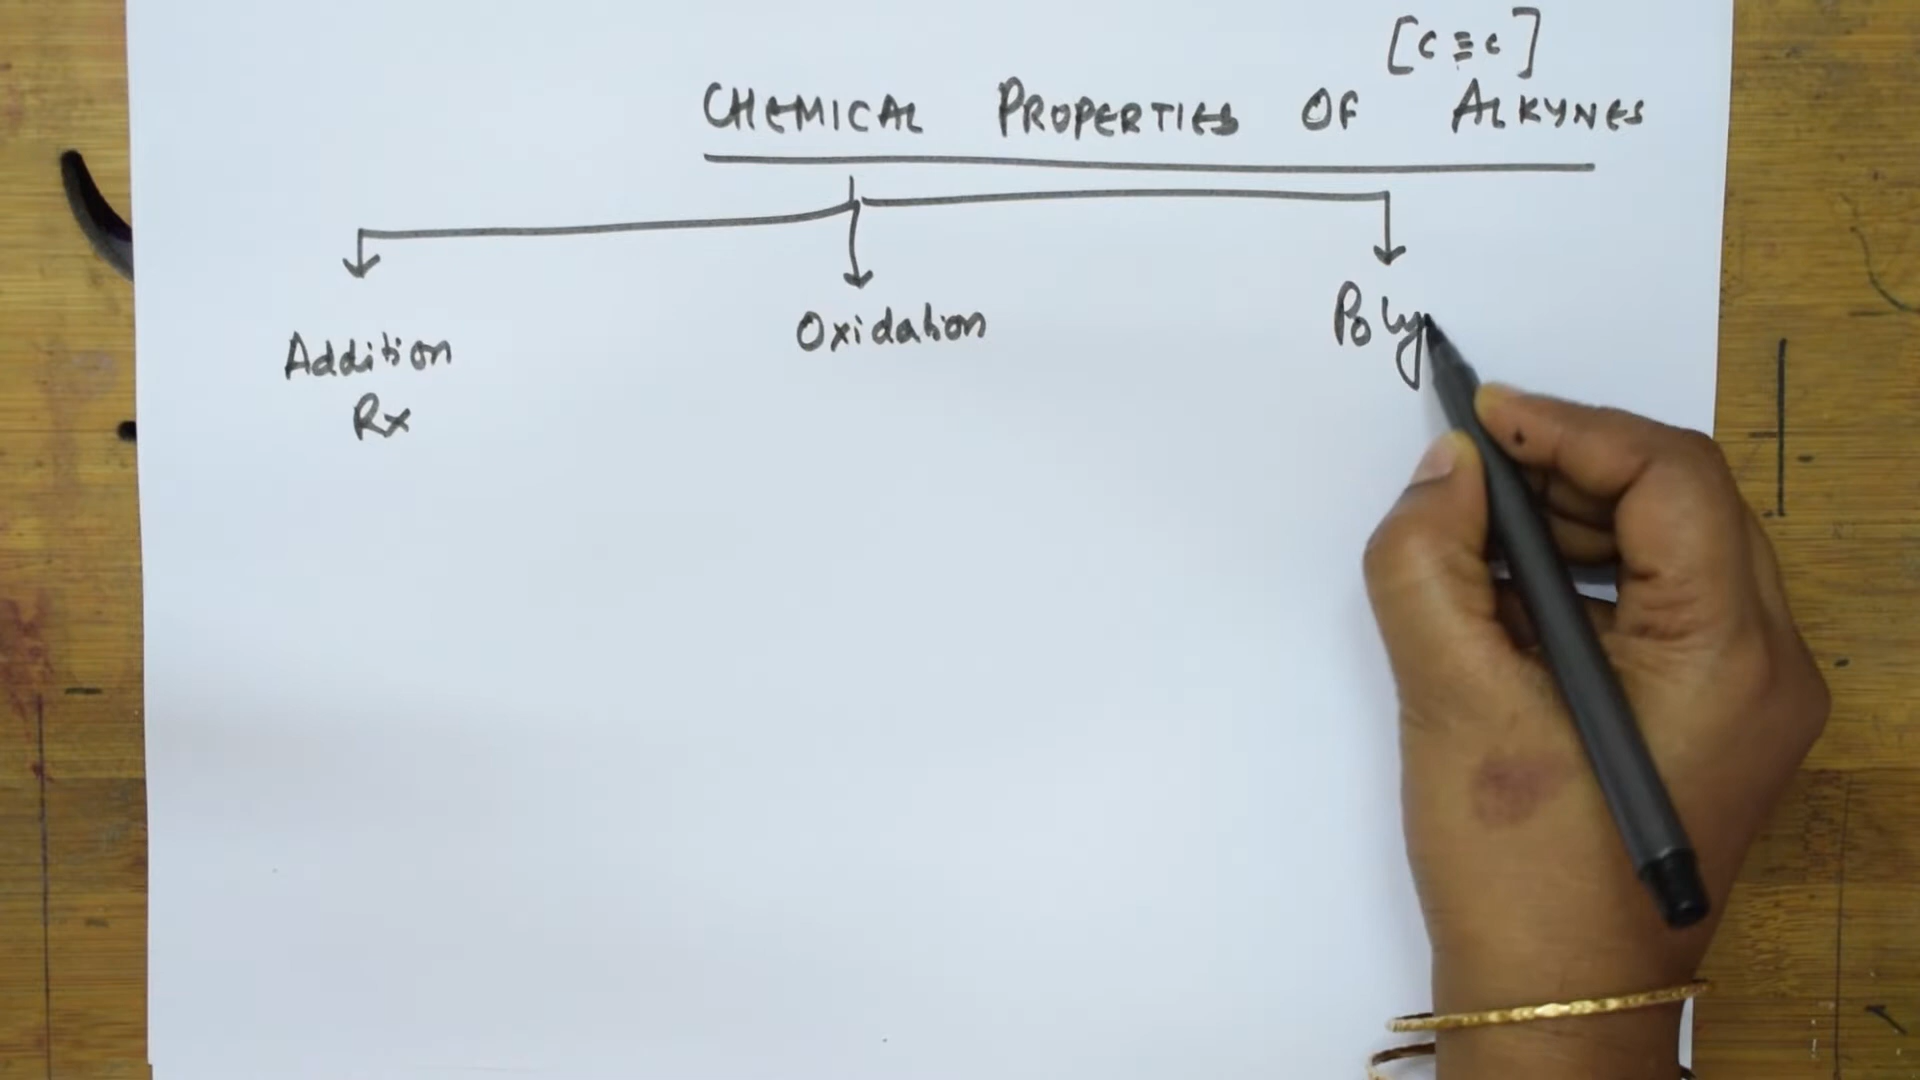 [C≡C]
CHEMICAL PROPERTIES OF ALKYNES
Addition
Rx
Oxidation
Poly